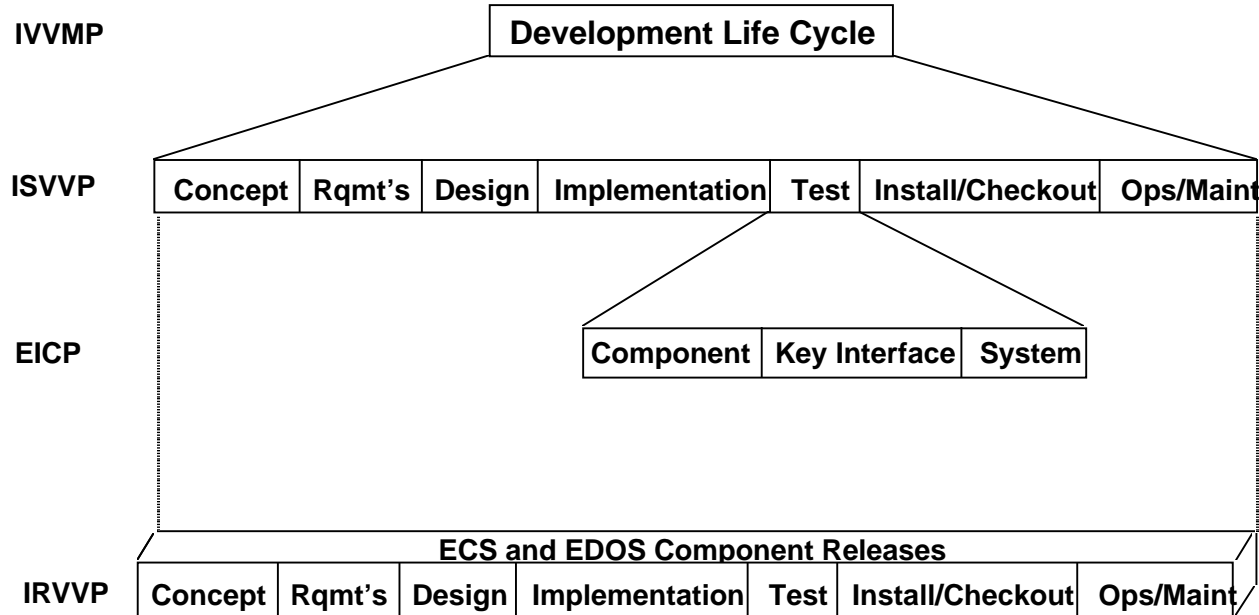 IVVMP Development Life Cycle
ISVVP Concept Rqmt's Design Implementation Test Install/Checkout Ops/Maint
EICP Component Key Interface System
ECS and EDOS Component Releases
IRVVP Concept Rqmt's Design Implementation Test Install/Checkout Ops/Maint